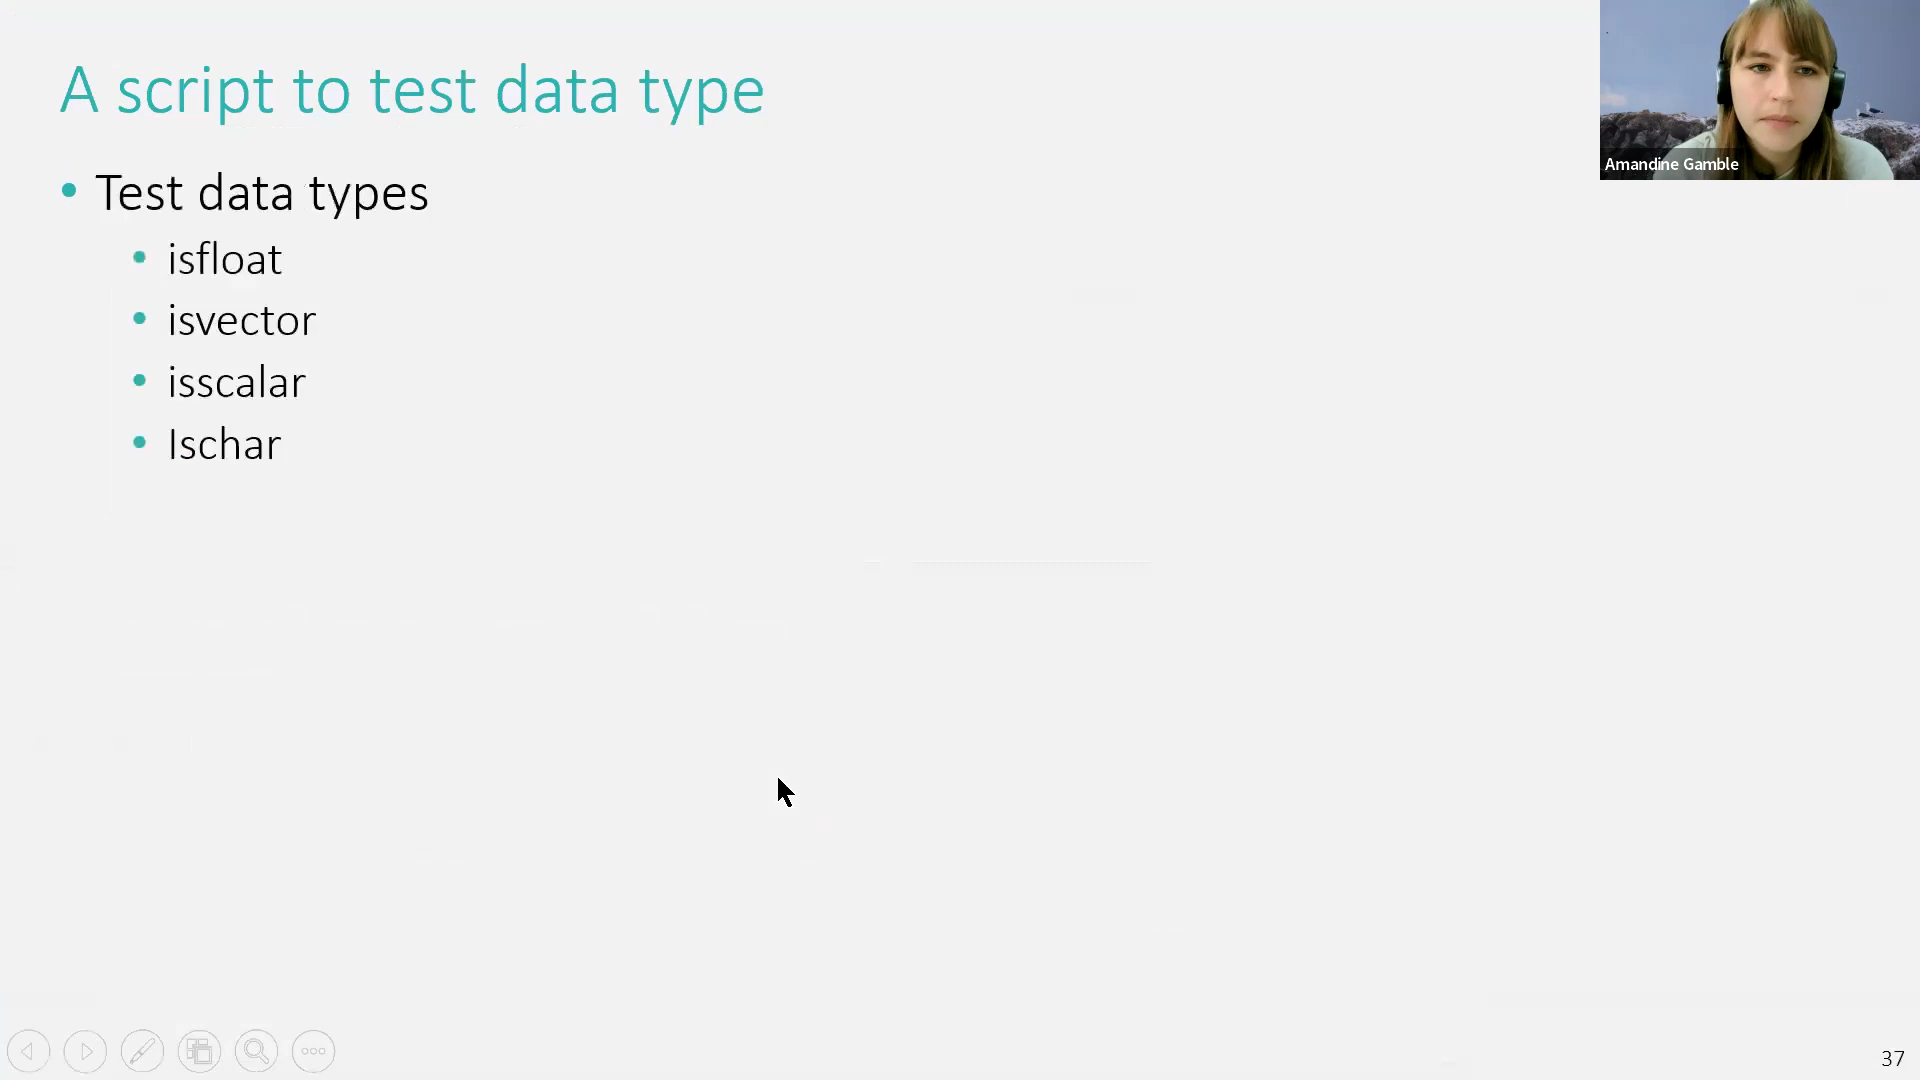 A script to test data type
Amandine Gamble
• Test data types
• isfloat
• isvector
• isscalar
• Ischar
37